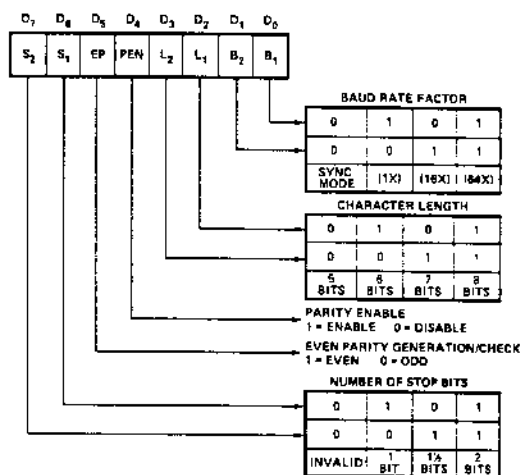 D₇ D₆ D₅ D₄ D₃ D₂ D₁ D₀
S₂ S₁ EP PEN L₂ L₁ B₂ B₁
BAUD RATE FACTOR
0 1 0 1
0 0 1 1
SYNC MODE (1X) (16X) (64X)
CHARACTER LENGTH
0 1 0 1
0 0 1 1
5 BITS 6 BITS 7 BITS 8 BITS
PARITY ENABLE
1 = ENABLE 0 = DISABLE
EVEN PARITY GENERATION/CHECK
1 = EVEN 0 = ODD
NUMBER OF STOP BITS
0 1 0 1
0 0 1 1
INVALID 1 BIT 1½ BITS 2 BITS